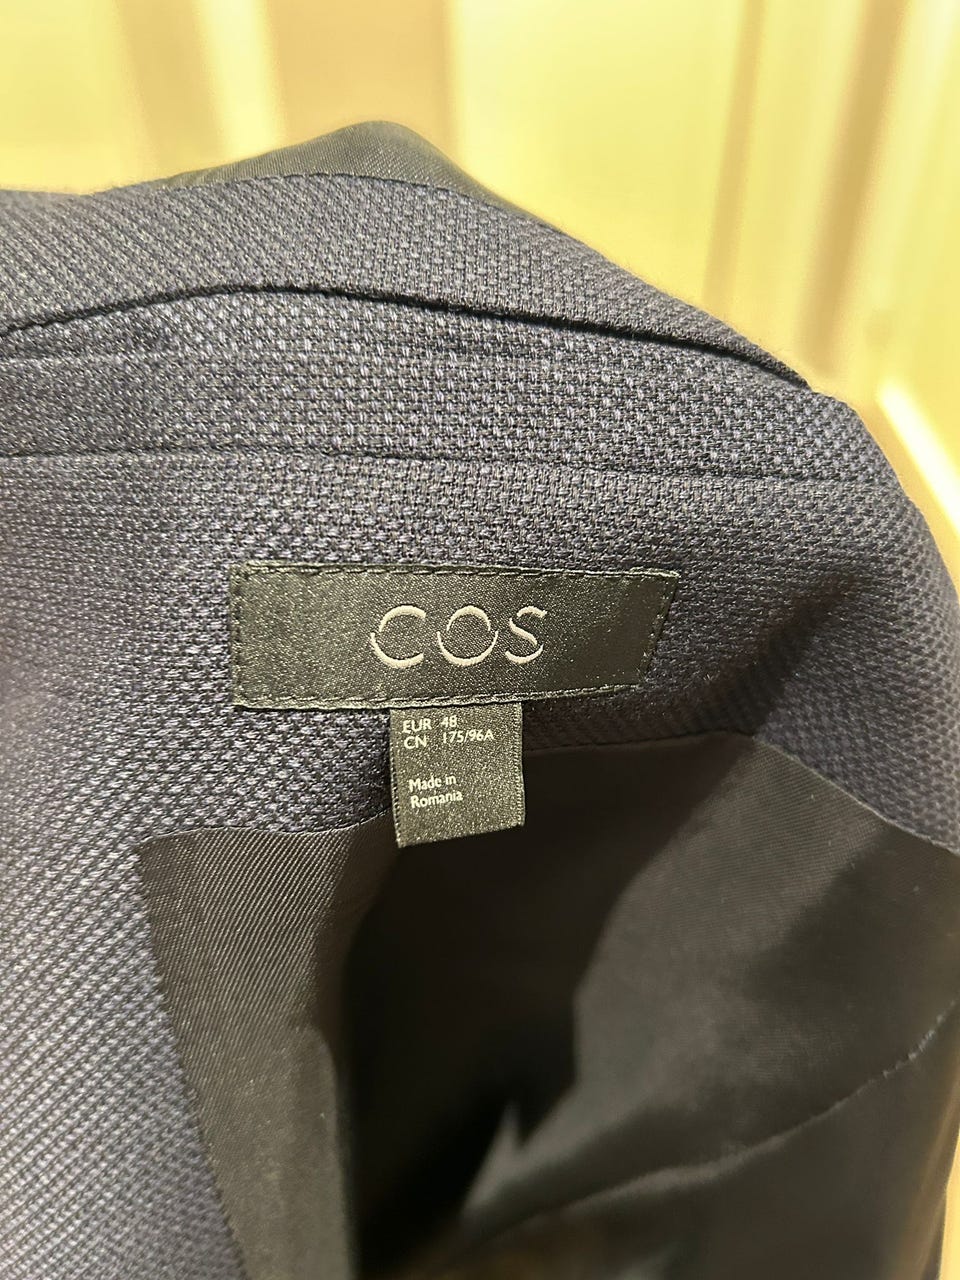 COS
EUR 48
CN 175/96A
Made in
Romania